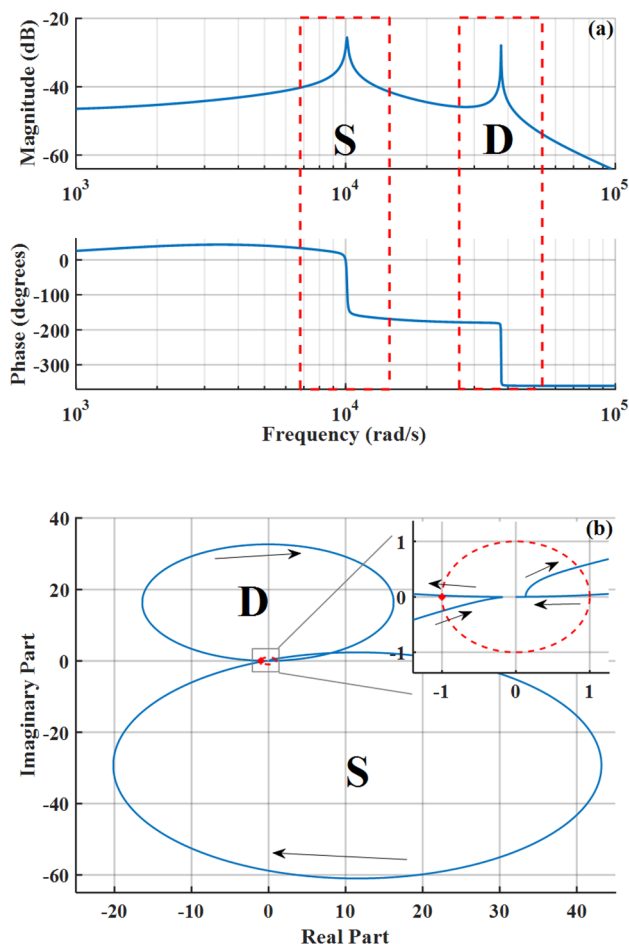 (a)
Magnitude (dB)
-20
-40
-60
S
D
10³
10⁴
10⁵
Phase (degrees)
0
-100
-200
-300
10³
10⁴
10⁵
Frequency (rad/s)
(b)
Imaginary Part
40
20
0
-20
-40
-60
D
S
1
0
-1
-1
0
1
-20
-10
0
10
20
30
40
Real Part